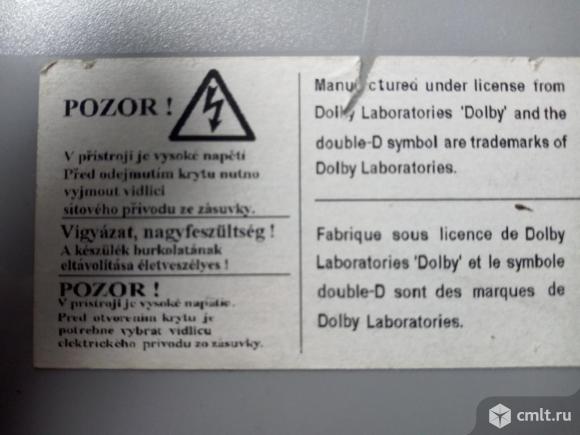 POZOR !
V přístroji je vysoké napětí
Před odejmutím krytu nutno
vyjmout vidlici
síťového přívodu ze zásuvky.
Vigyázat, nagyfeszültség !
A készülék burkolatának
eltávolítása életveszélyes !
POZOR !
V prístroji je vysoké napätie.
Pred otvorením krytu je
potrebné vybrať vidlicu
elektrického prívodu zo zásuvky.
Manufactured under license from
Dolby Laboratories 'Dolby' and the
double-D symbol are trademarks of
Dolby Laboratories.
Fabrique sous licence de Dolby
Laboratories 'Dolby' et le symbole
double-D sont des marques de
Dolby Laboratories.
cmlt.ru